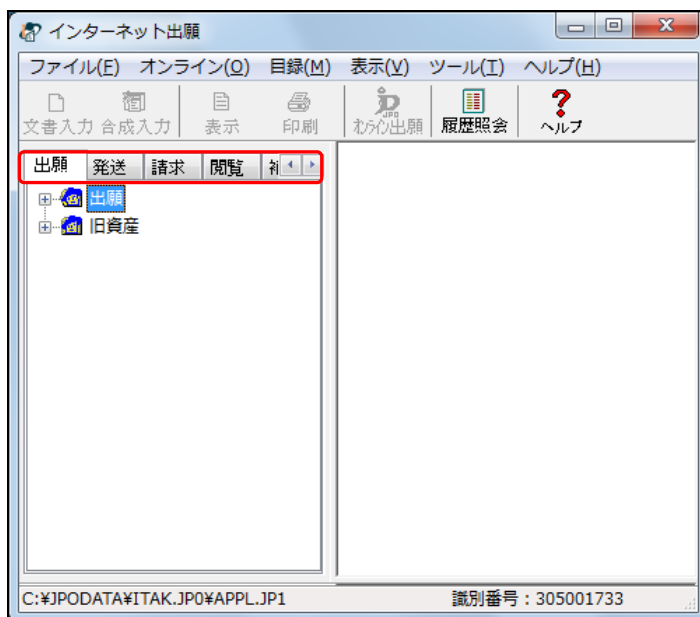 インターネット出願
ファイル(F) オンライン(O) 目録(M) 表示(V) ツール(T) ヘルプ(H)
文書入力 合成入力 表示 印刷 オンライン出願 履歴照会 ヘルプ
出願 発送 請求 閲覧
出願
旧資産
C:¥JPODATA¥ITAK.JP0¥APPL.JP1 識別番号：305001733